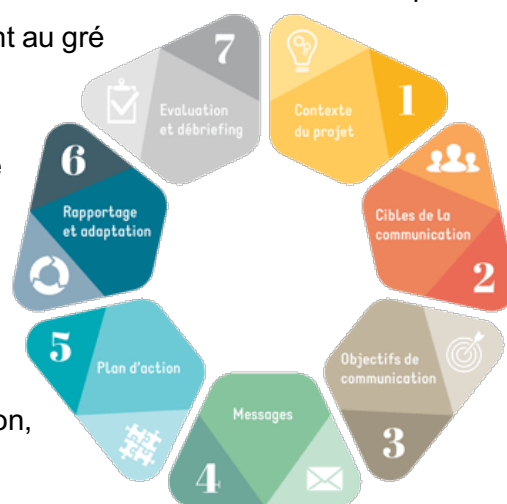 nt au gré
7
Evaluation
et débriefing
Contexte
du projet
1
6
Rapportage
et adaptation
Cibles de la
communication
2
5
Plan d'action
Objectifs de
communication
3
on,
Messages
4